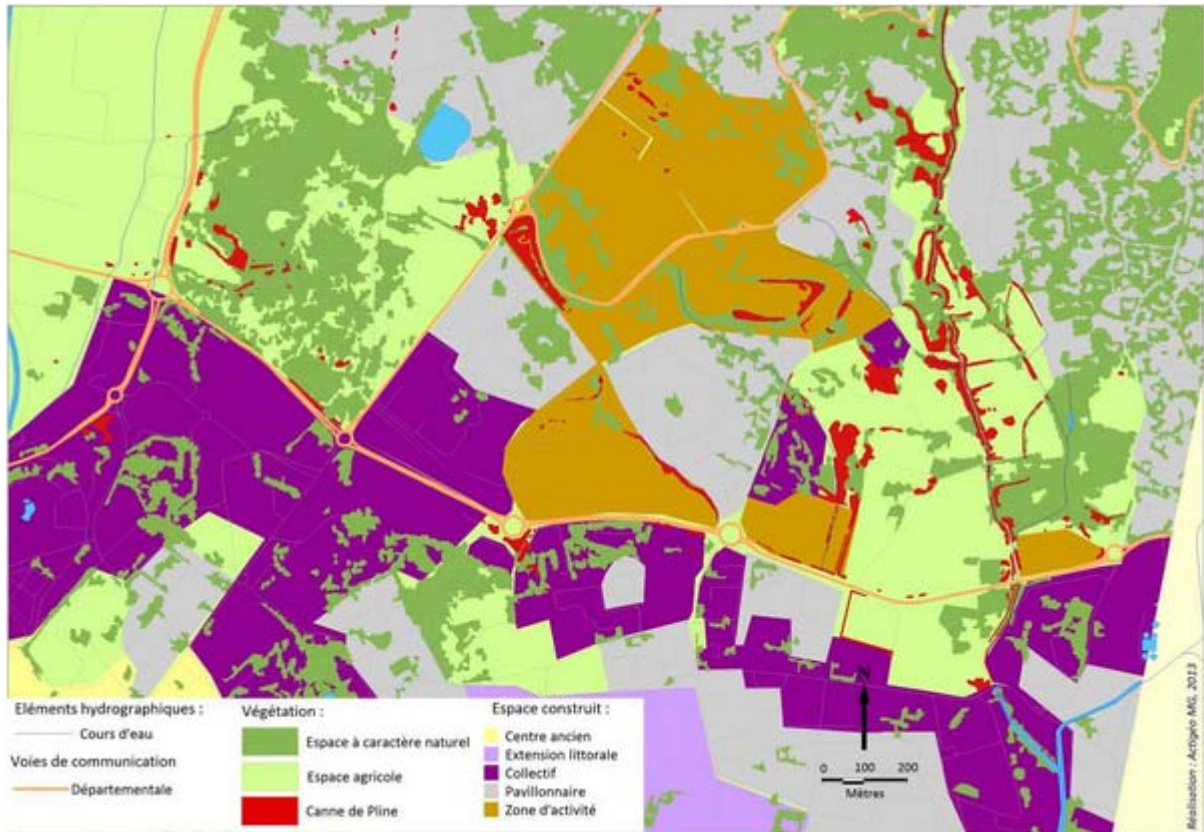 N
0 100 200
Mètres
Eléments hydrographiques :
Cours d'eau
Voies de communication
Départementale
Végétation :
Espace à caractère naturel
Espace agricole
Canne de Pline
Espace construit :
Centre ancien
Extension littorale
Collectif
Pavillonnaire
Zone d'activité
Réalisation : Actigéo MG, 2013